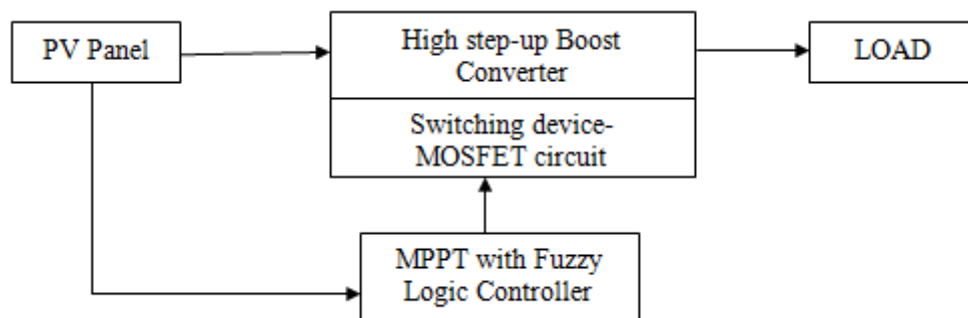 PV Panel
High step-up Boost
Converter
LOAD
Switching device-
MOSFET circuit
MPPT with Fuzzy
Logic Controller